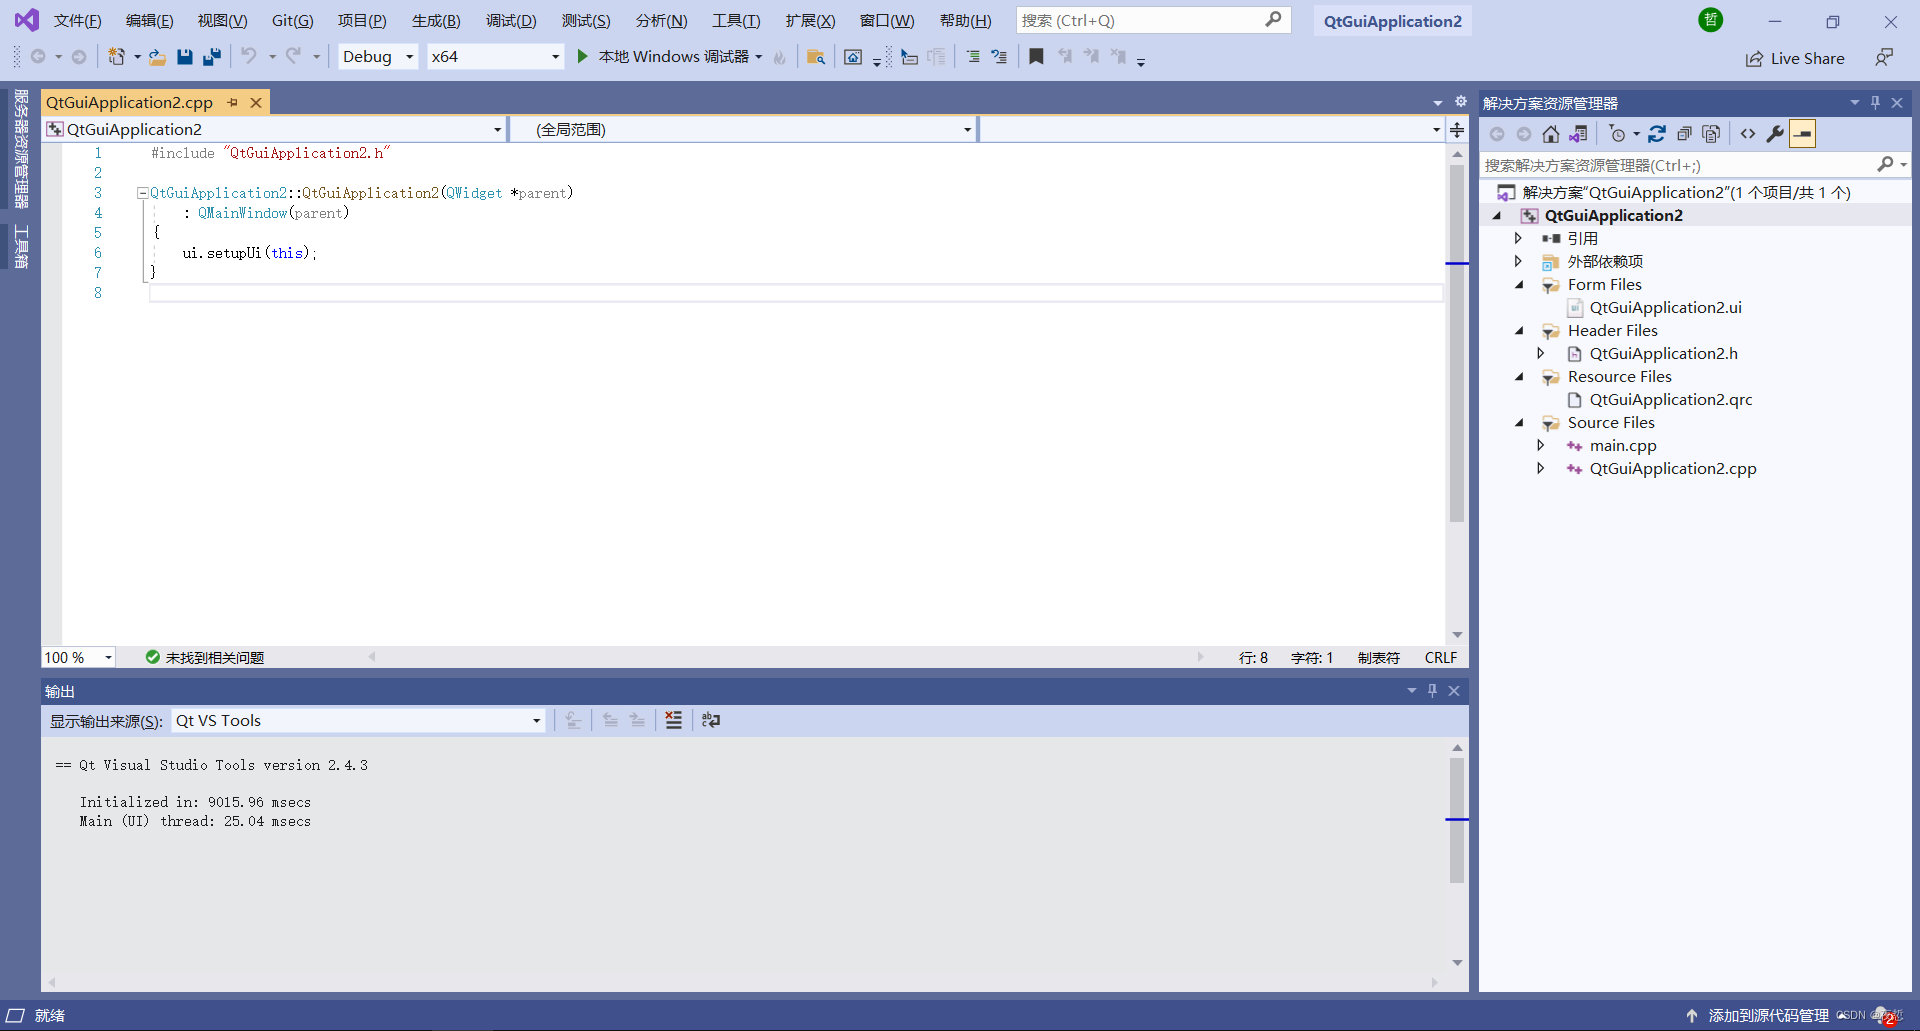 文件(F) 编辑(E) 视图(V) Git(G) 项目(P) 生成(B) 调试(D) 测试(S) 分析(N) 工具(T) 扩展(X) 窗口(W) 帮助(H) 搜索 (Ctrl+Q) QtGuiApplication2 哲
Debug x64 本地 Windows 调试器 Live Share
服务器资源管理器
工具箱
QtGuiApplication2.cpp
QtGuiApplication2 (全局范围)
1 #include "QtGuiApplication2.h"
2
3 QtGuiApplication2::QtGuiApplication2(QWidget *parent)
4 : QMainWindow(parent)
5 {
6 ui.setupUi(this);
7 }
8
100 % 未找到相关问题 行: 8 字符: 1 制表符 CRLF
输出
显示输出来源(S): Qt VS Tools
== Qt Visual Studio Tools version 2.4.3
Initialized in: 9015.96 msecs
Main (UI) thread: 25.04 msecs
解决方案资源管理器
搜索解决方案资源管理器(Ctrl+;)
解决方案"QtGuiApplication2"(1 个项目/共 1 个)
QtGuiApplication2
引用
外部依赖项
Form Files
QtGuiApplication2.ui
Header Files
QtGuiApplication2.h
Resource Files
QtGuiApplication2.qrc
Source Files
main.cpp
QtGuiApplication2.cpp
就绪 添加到源代码管理 2
CSDN